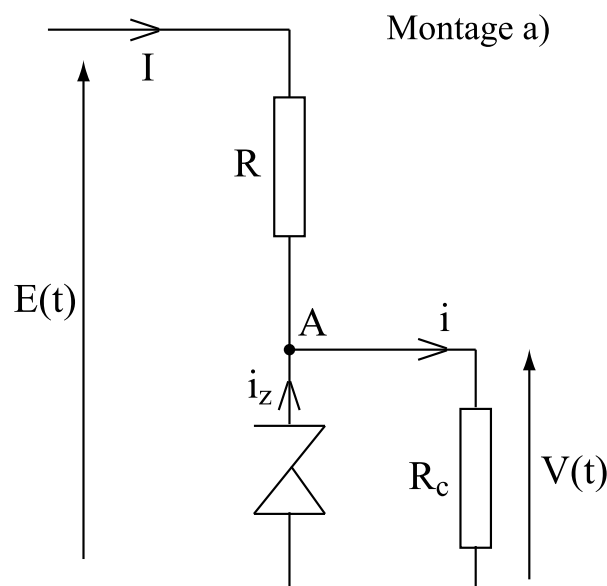 Montage a)
I
R
E(t)
A
i
i_z
R_c
V(t)